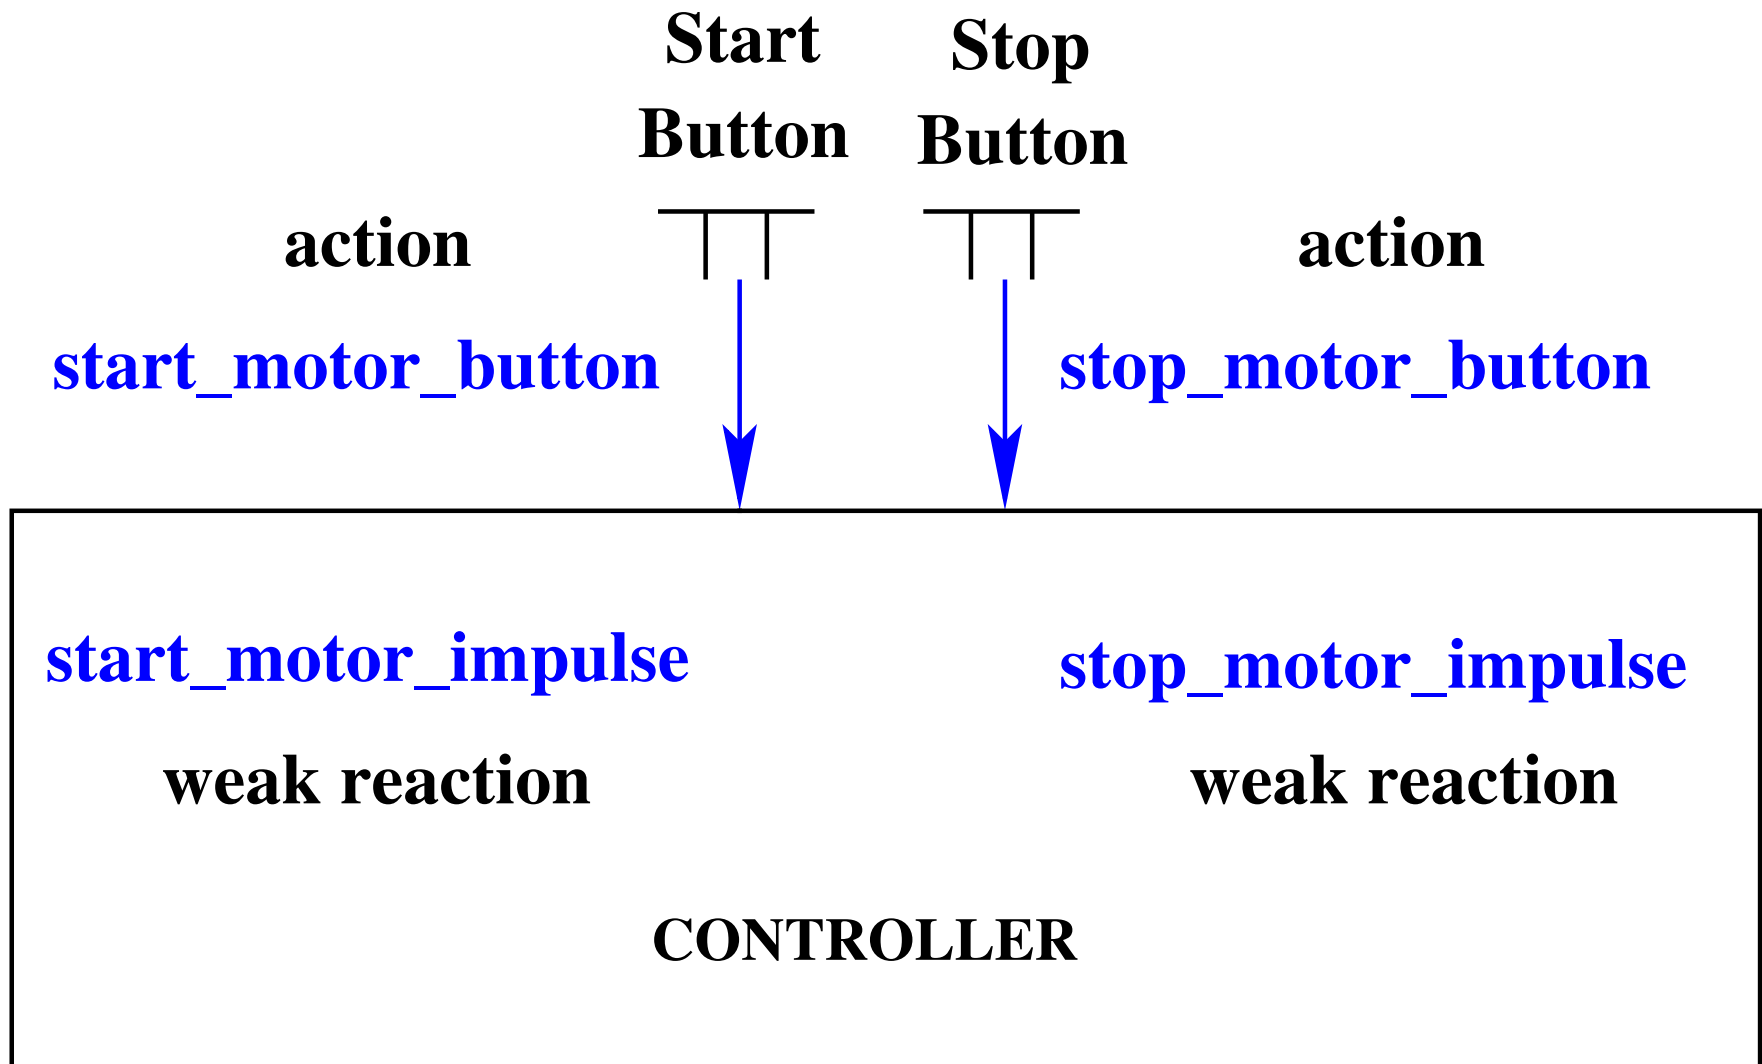 Start
Button
Stop
Button
action
action
start_motor_button
stop_motor_button
start_motor_impulse
stop_motor_impulse
weak reaction
weak reaction
CONTROLLER